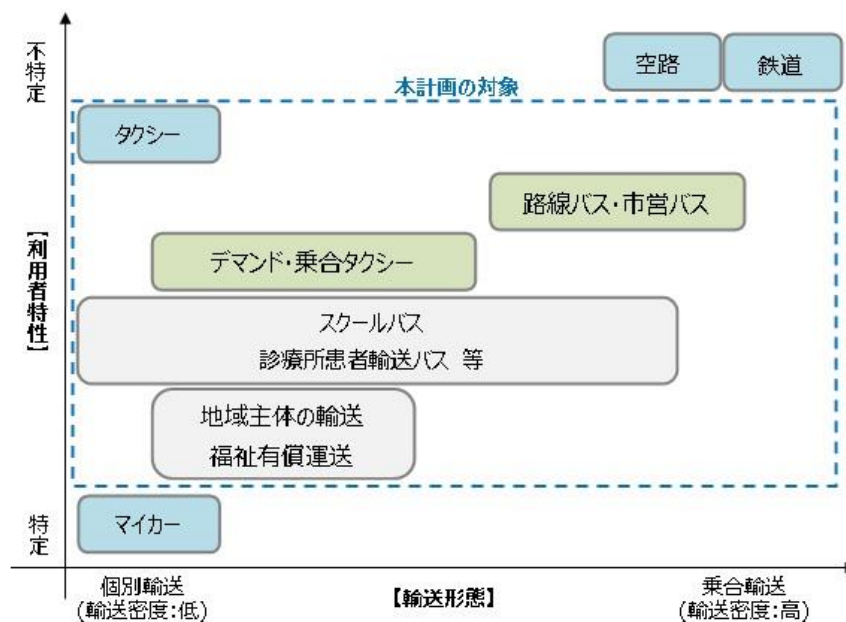 不特定
空路
鉄道
本計画の対象
タクシー
路線バス・市営バス
デマンド・乗合タクシー
【利用者特性】
スクールバス
診療所患者輸送バス 等
地域主体の輸送
福祉有償運送
特定
マイカー
個別輸送
(輸送密度:低)
【輸送形態】
乗合輸送
(輸送密度:高)